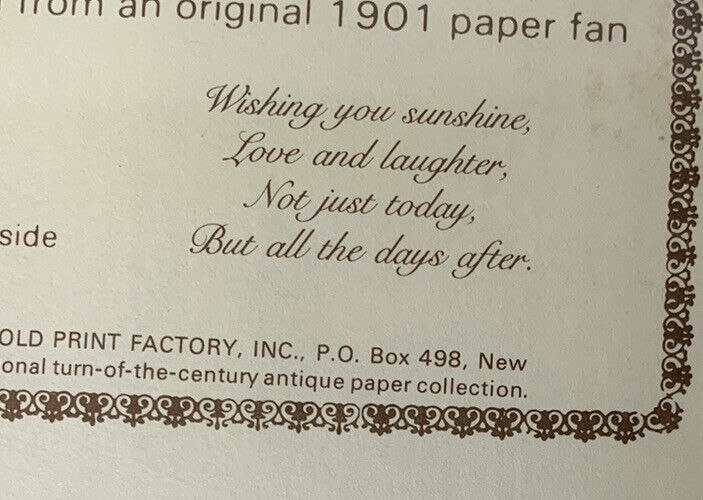 from an original 1901 paper fan
Wishing you sunshine,
Love and laughter,
Not just today,
side
But all the days after.
OLD PRINT FACTORY, INC., P.O. Box 498, New
onal turn-of-the-century antique paper collection.